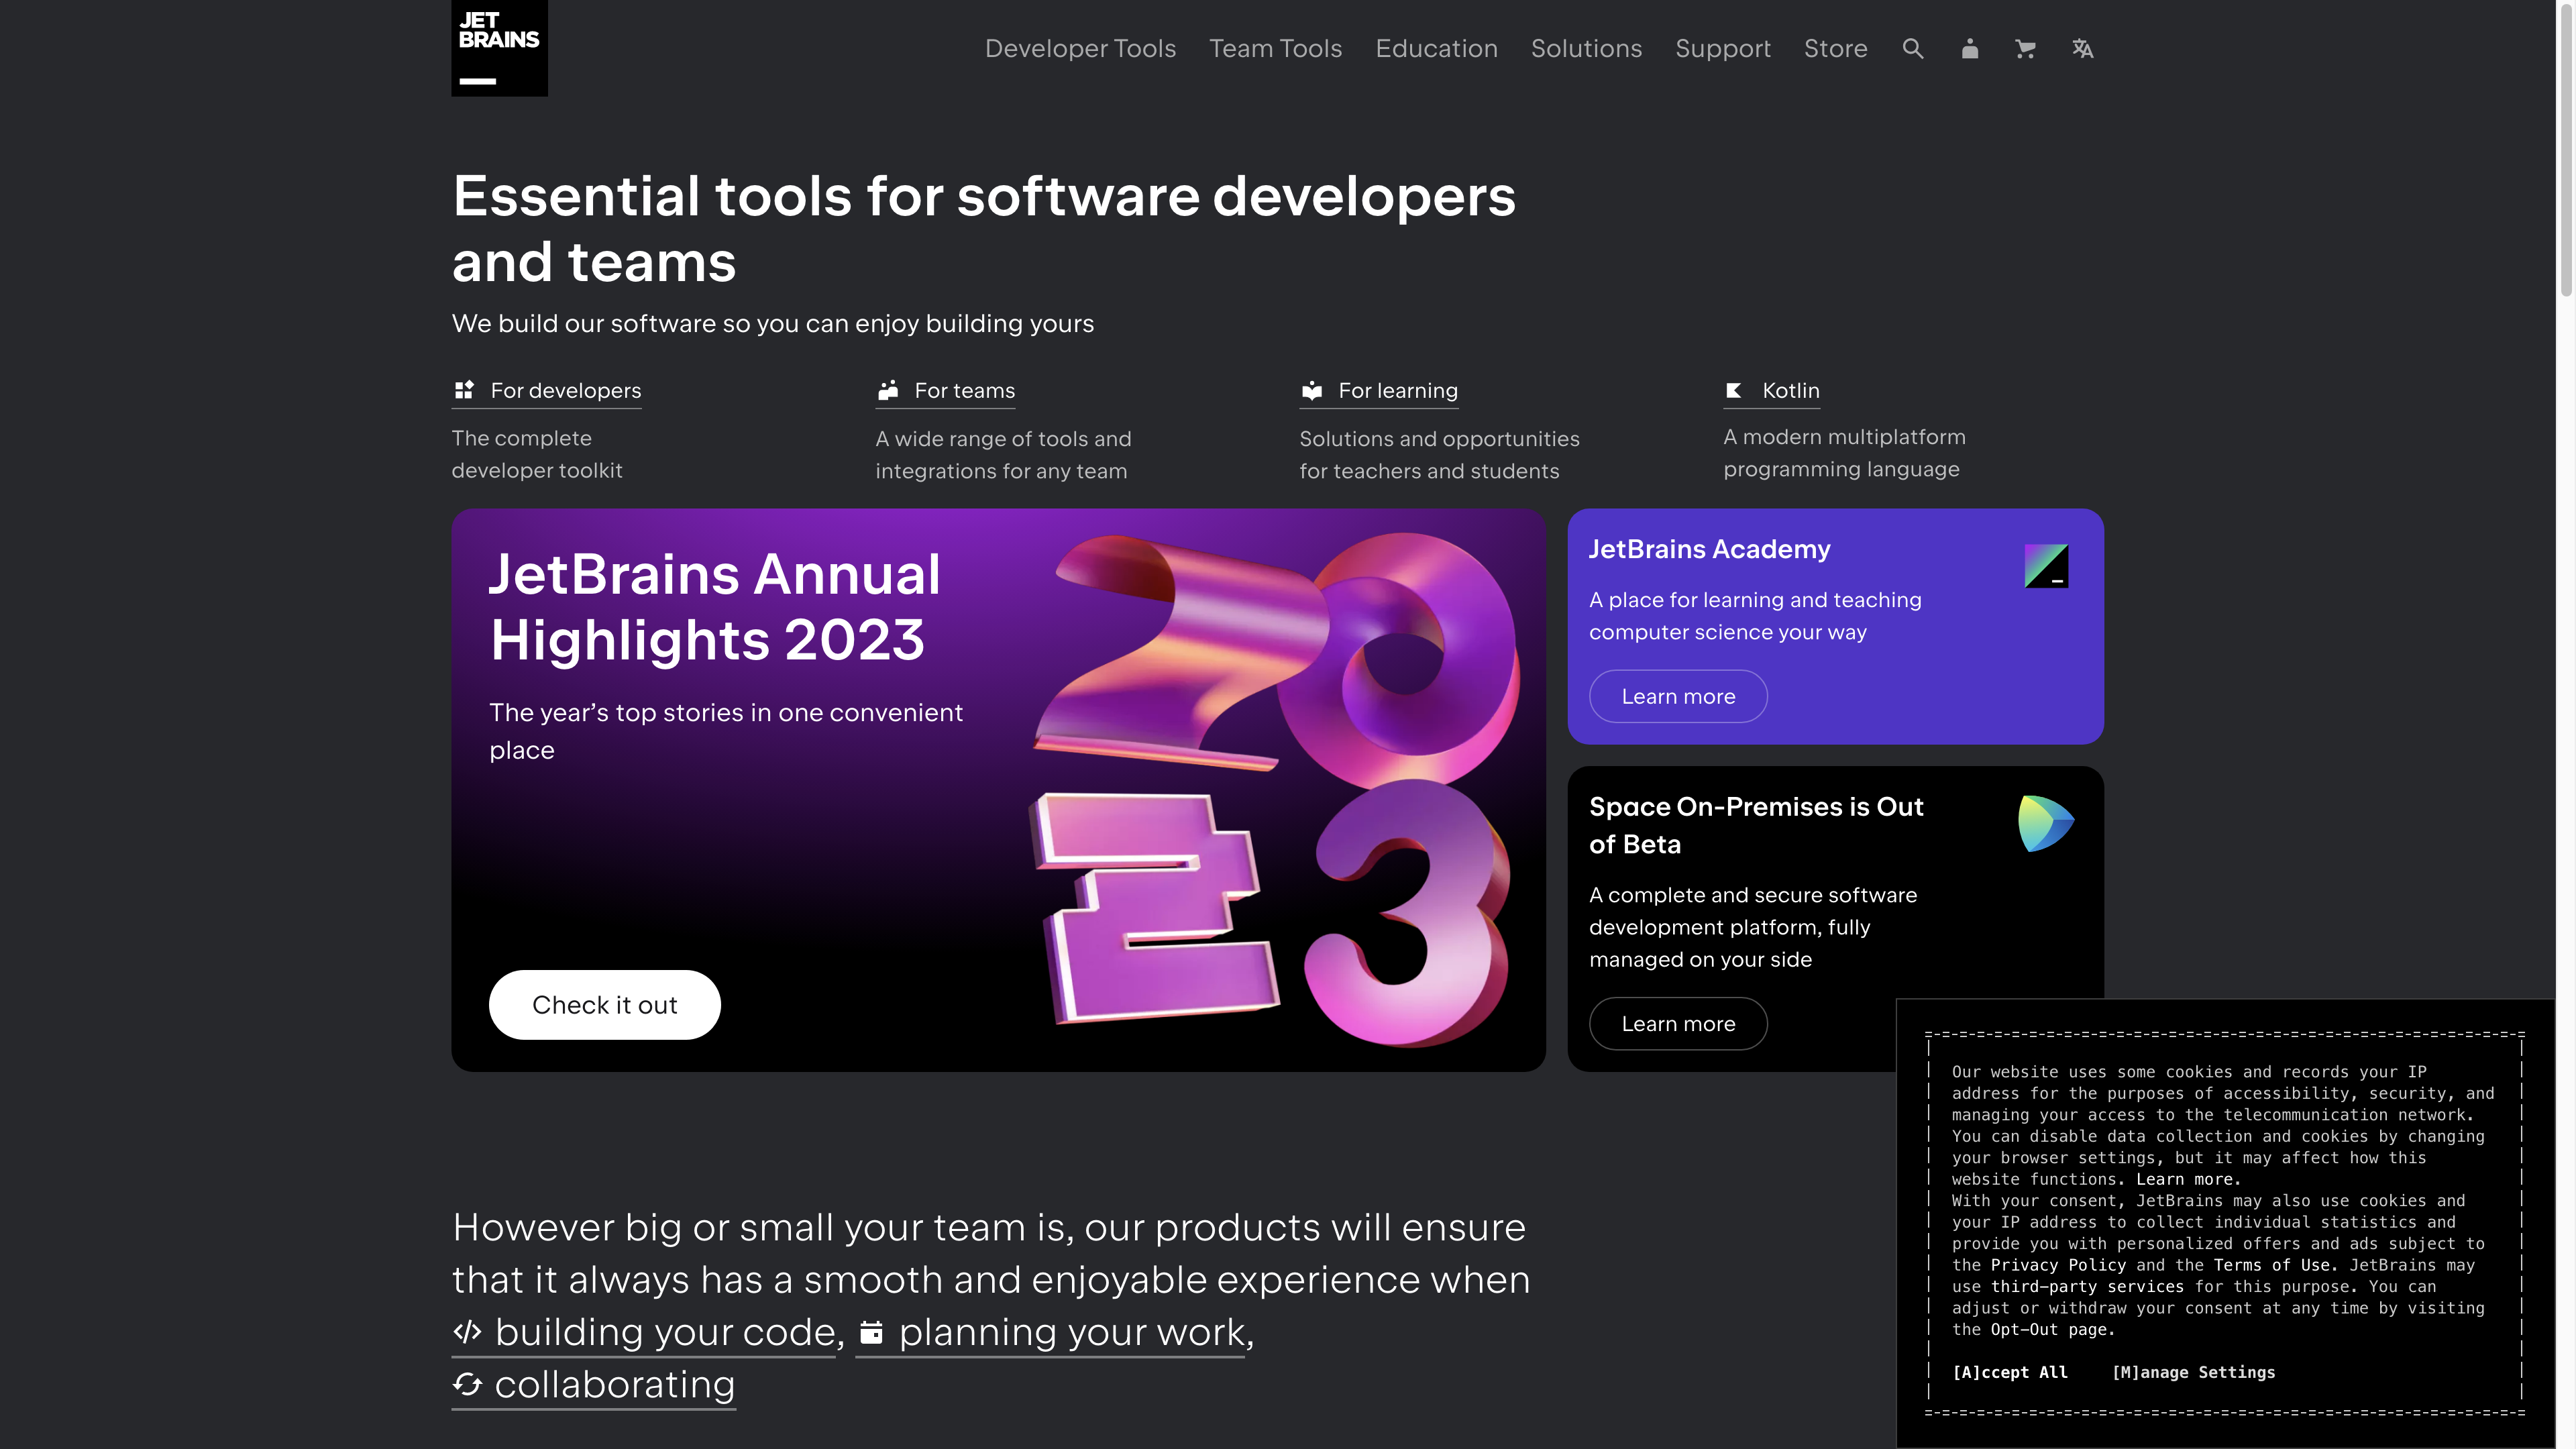 JET
BRAINS
Developer Tools
Team Tools
Education
Solutions
Support
Store
Essential tools for software developers
and teams
We build our software so you can enjoy building yours
For developers
The complete
developer toolkit
For teams
A wide range of tools and
integrations for any team
For learning
Solutions and opportunities
for teachers and students
Kotlin
A modern multiplatform
programming language
JetBrains Annual
Highlights 2023
The year’s top stories in one convenient
place
Check it out
20
23
JetBrains Academy
A place for learning and teaching
computer science your way
Learn more
Space On-Premises is Out
of Beta
A complete and secure software
development platform, fully
managed on your side
Learn more
However big or small your team is, our products will ensure
that it always has a smooth and enjoyable experience when
building your code, planning your work,
collaborating
Our website uses some cookies and records your IP
address for the purposes of accessibility, security, and
managing your access to the telecommunication network.
You can disable data collection and cookies by changing
your browser settings, but it may affect how this
website functions. Learn more.
With your consent, JetBrains may also use cookies and
your IP address to collect individual statistics and
provide you with personalized offers and ads subject to
the Privacy Policy and the Terms of Use. JetBrains may
use third-party services for this purpose. You can
adjust or withdraw your consent at any time by visiting
the Opt-Out page.
[A]ccept All [M]anage Settings